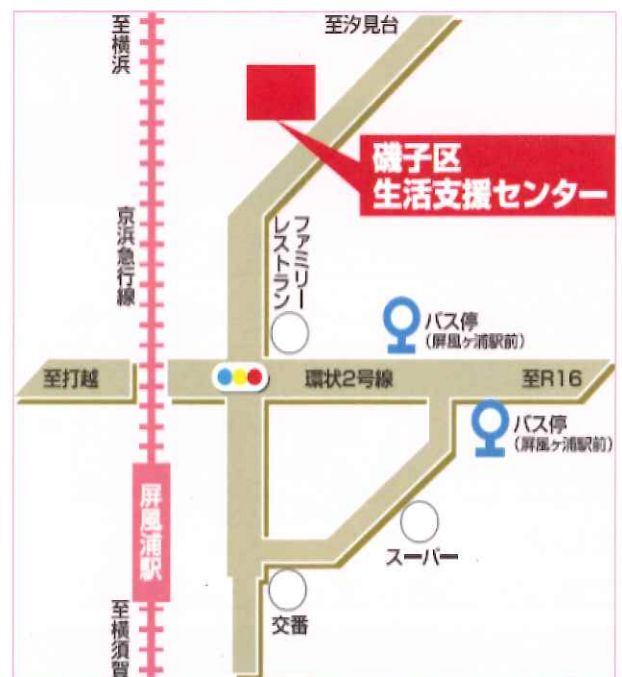 至横浜
至汐見台
磯子区
生活支援センター
京浜急行線
ファミリー
レストラン
バス停
(屏風ヶ浦駅前)
至打越
環状2号線
至R16
バス停
(屏風ヶ浦駅前)
屏風浦駅
スーパー
交番
至横須賀